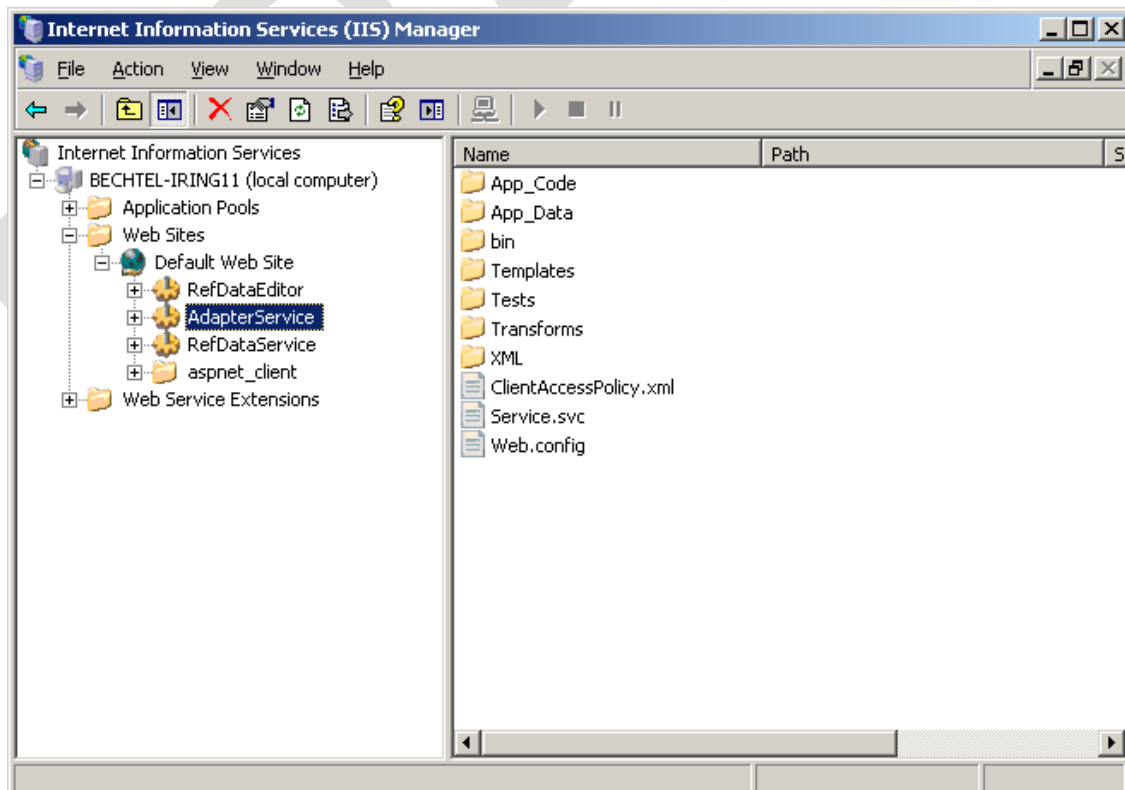 Internet Information Services (IIS) Manager
File Action View Window Help
Internet Information Services
BECHTEL-IRING11 (local computer)
Application Pools
Web Sites
Default Web Site
RefDataEditor
AdapterService
RefDataService
aspnet_client
Web Service Extensions
Name Path S
App_Code
App_Data
bin
Templates
Tests
Transforms
XML
ClientAccessPolicy.xml
Service.svc
Web.config